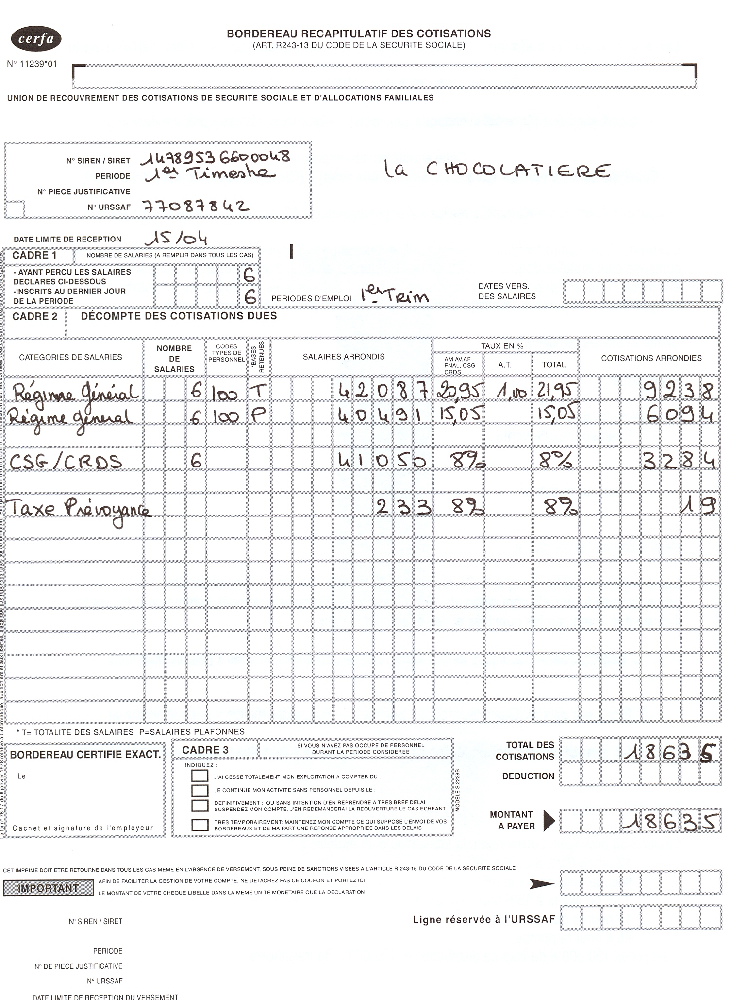 cerfa
BORDEREAU RECAPITULATIF DES COTISATIONS
(ART. R243-13 DU CODE DE LA SECURITE SOCIALE)
N° 11239*01
UNION DE RECOUVREMENT DES COTISATIONS DE SECURITE SOCIALE ET D'ALLOCATIONS FAMILIALES
N° SIREN / SIRET 14789536600048
PERIODE 1er Timestre
la CHOCOLATIERE
N° PIECE JUSTIFICATIVE
N° URSSAF 77087842
DATE LIMITE DE RECEPTION 15/04
CADRE 1 NOMBRE DE SALARIES (A REMPLIR DANS TOUS LES CAS)
- AYANT PERCU LES SALAIRES
DECLARES CI-DESSOUS 6
-INSCRITS AU DERNIER JOUR
DE LA PERIODE 6
PERIODES D'EMPLOI 1er Trim
DATES VERS.
DES SALAIRES
CADRE 2 DÉCOMPTE DES COTISATIONS DUES
CATEGORIES DE SALARIES
NOMBRE
DE
SALARIES
CODES
TYPES DE
PERSONNEL
*BASES
RETENUES
SALAIRES ARRONDIS
TAUX EN %
AM.AV.AF
FNAL, CSG
CRDS
A.T.
TOTAL
COTISATIONS ARRONDIES
Régime Général 6 100 T 42087 20,95 1,00 21,95 9238
Régime général 6 100 P 40491 15,05 15,05 6094
CSG/CRDS 6 41050 8% 8% 3284
Taxe Prévoyance 233 8% 8% 19
* T= TOTALITE DES SALAIRES P=SALAIRES PLAFONNES
BORDEREAU CERTIFIE EXACT.
Le
Cachet et signature de l'employeur
CADRE 3
SI VOUS N'AVEZ PAS OCCUPE DE PERSONNEL
DURANT LA PERIODE CONSIDEREE
INDIQUEZ :
J'AI CESSE TOTALEMENT MON EXPLOITATION A COMPTER DU :
JE CONTINUE MON ACTIVITE SANS PERSONNEL DEPUIS LE :
DEFINITIVEMENT : OU SANS INTENTION D'EN REPRENDRE A TRES BREF DELAI
SUSPENDEZ MON COMPTE, J'EN REDEMANDERAI LA REOUVERTURE LE CAS ECHEANT
TRES TEMPORAIREMENT: MAINTENEZ MON COMPTE CE QUI SUPPOSE L'ENVOI DE VOS
BORDEREAUX ET DE MA PART UNE REPONSE APPROPRIEE DANS LES DELAIS
MODELE S.2228B
TOTAL DES
COTISATIONS 18635
DEDUCTION
MONTANT
A PAYER 18635
CET IMPRIME DOIT ETRE RETOURNE DANS TOUS LES CAS MEME EN L'ABSENCE DE VERSEMENT, SOUS PEINE DE SANCTIONS VISEES A L'ARTICLE R-243-16 DU CODE DE LA SECURITE SOCIALE
IMPORTANT
AFIN DE FACILITER LA GESTION DE VOTRE COMPTE, NE DETACHEZ PAS CE COUPON ET PORTEZ ICI
LE MONTANT DE VOTRE CHEQUE LIBELLE DANS LA MEME UNITE MONETAIRE QUE LA DECLARATION
Ligne réservée à l'URSSAF
N° SIREN / SIRET
PERIODE
N° DE PIECE JUSTIFICATIVE
N° URSSAF
DATE LIMITE DE RECEPTION DU VERSEMENT
La loi n° 78-17 du 6 janvier 1978 relative à l'informatique, aux fichiers et aux libertés, s'applique aux réponses faites sur ce formulaire. Elle garantit un droit d'accès et de rectification pour les données vous concernant auprès de votre organisme.